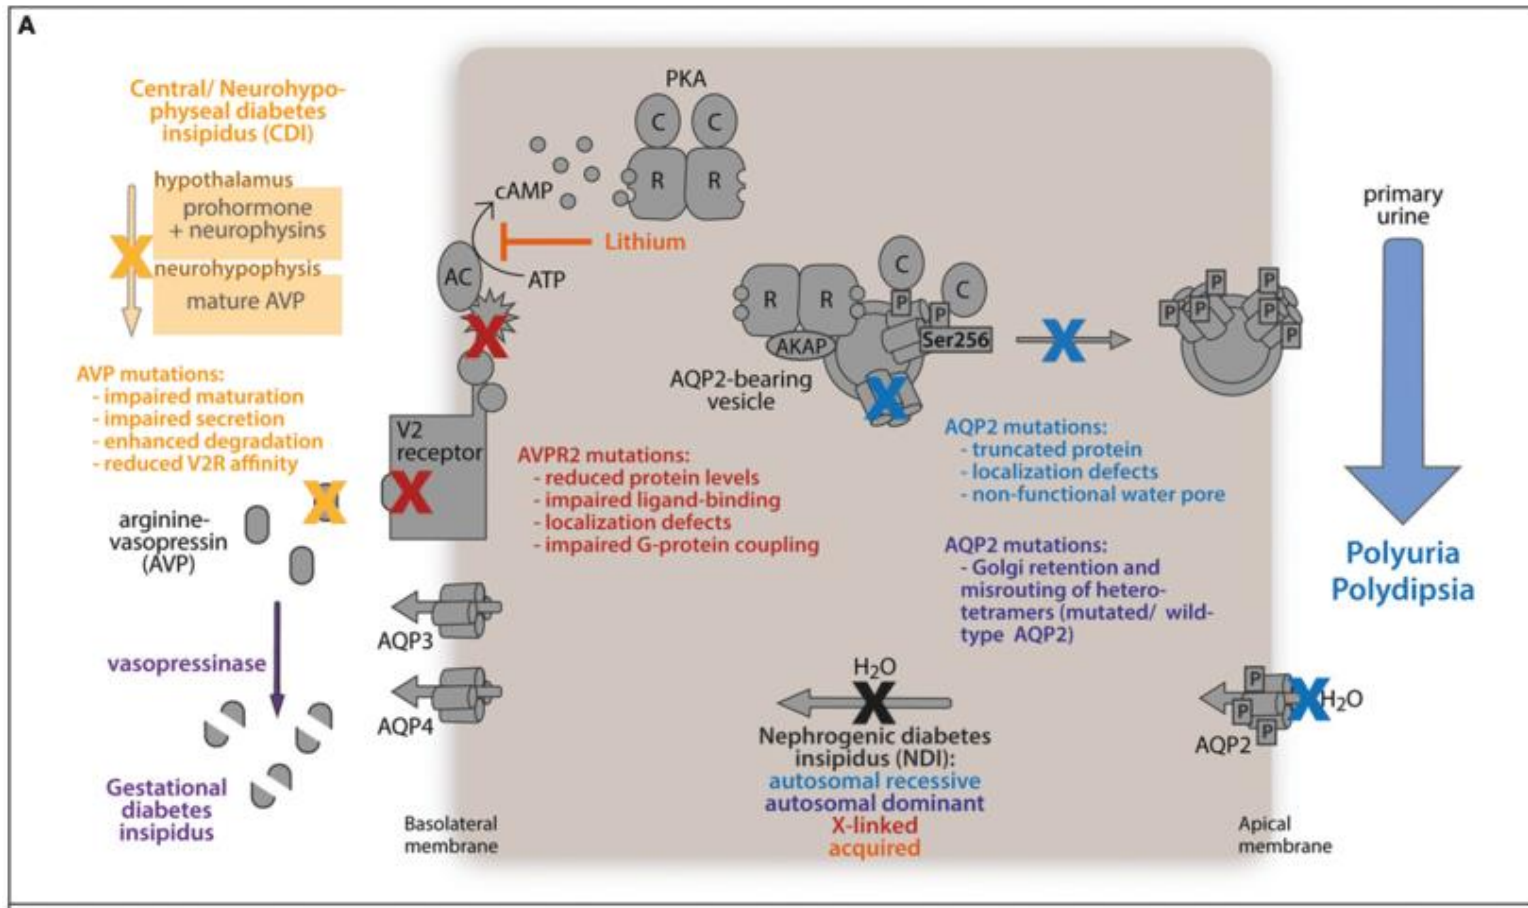 A
Central/ Neurohypo-
physeal diabetes
insipidus (CDI)
hypothalamus
prohormone
+ neurophysins
neurohypophysis
mature AVP
AVP mutations:
- impaired maturation
- impaired secretion
- enhanced degradation
- reduced V2R affinity
arginine-
vasopressin
(AVP)
vasopressinase
Gestational
diabetes
insipidus
PKA
C
C
R
R
cAMP
Lithium
AC
ATP
V2
receptor
AVPR2 mutations:
- reduced protein levels
- impaired ligand-binding
- localization defects
- impaired G-protein coupling
AQP3
AQP4
Basolateral
membrane
C
C
R
R
P
P
Ser256
AKAP
AQP2-bearing
vesicle
P
P
P
P
P
AQP2 mutations:
- truncated protein
- localization defects
- non-functional water pore
AQP2 mutations:
- Golgi retention and
misrouting of hetero-
tetramers (mutated/ wild-
type AQP2)
H₂O
Nephrogenic diabetes
insipidus (NDI):
autosomal recessive
autosomal dominant
X-linked
acquired
P
P
P
H₂O
AQP2
Apical
membrane
primary
urine
Polyuria
Polydipsia